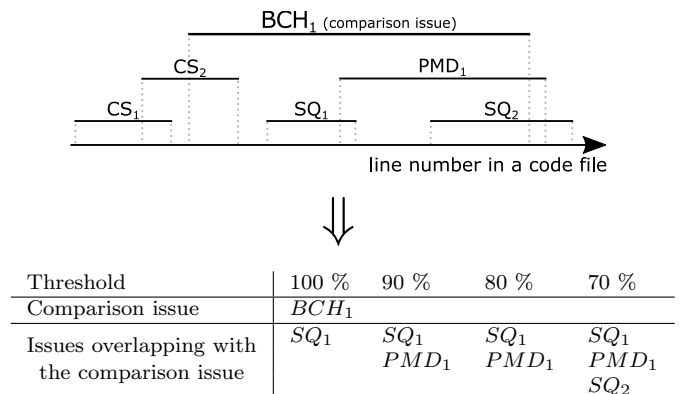 BCH₁ (comparison issue)
CS₂ PMD₁
CS₁ SQ₁ SQ₂
line number in a code file
Threshold 100 % 90 % 80 % 70 %
Comparison issue BCH₁
Issues overlapping with the comparison issue
SQ₁ SQ₁ SQ₁ SQ₁
PMD₁ PMD₁ PMD₁
SQ₂